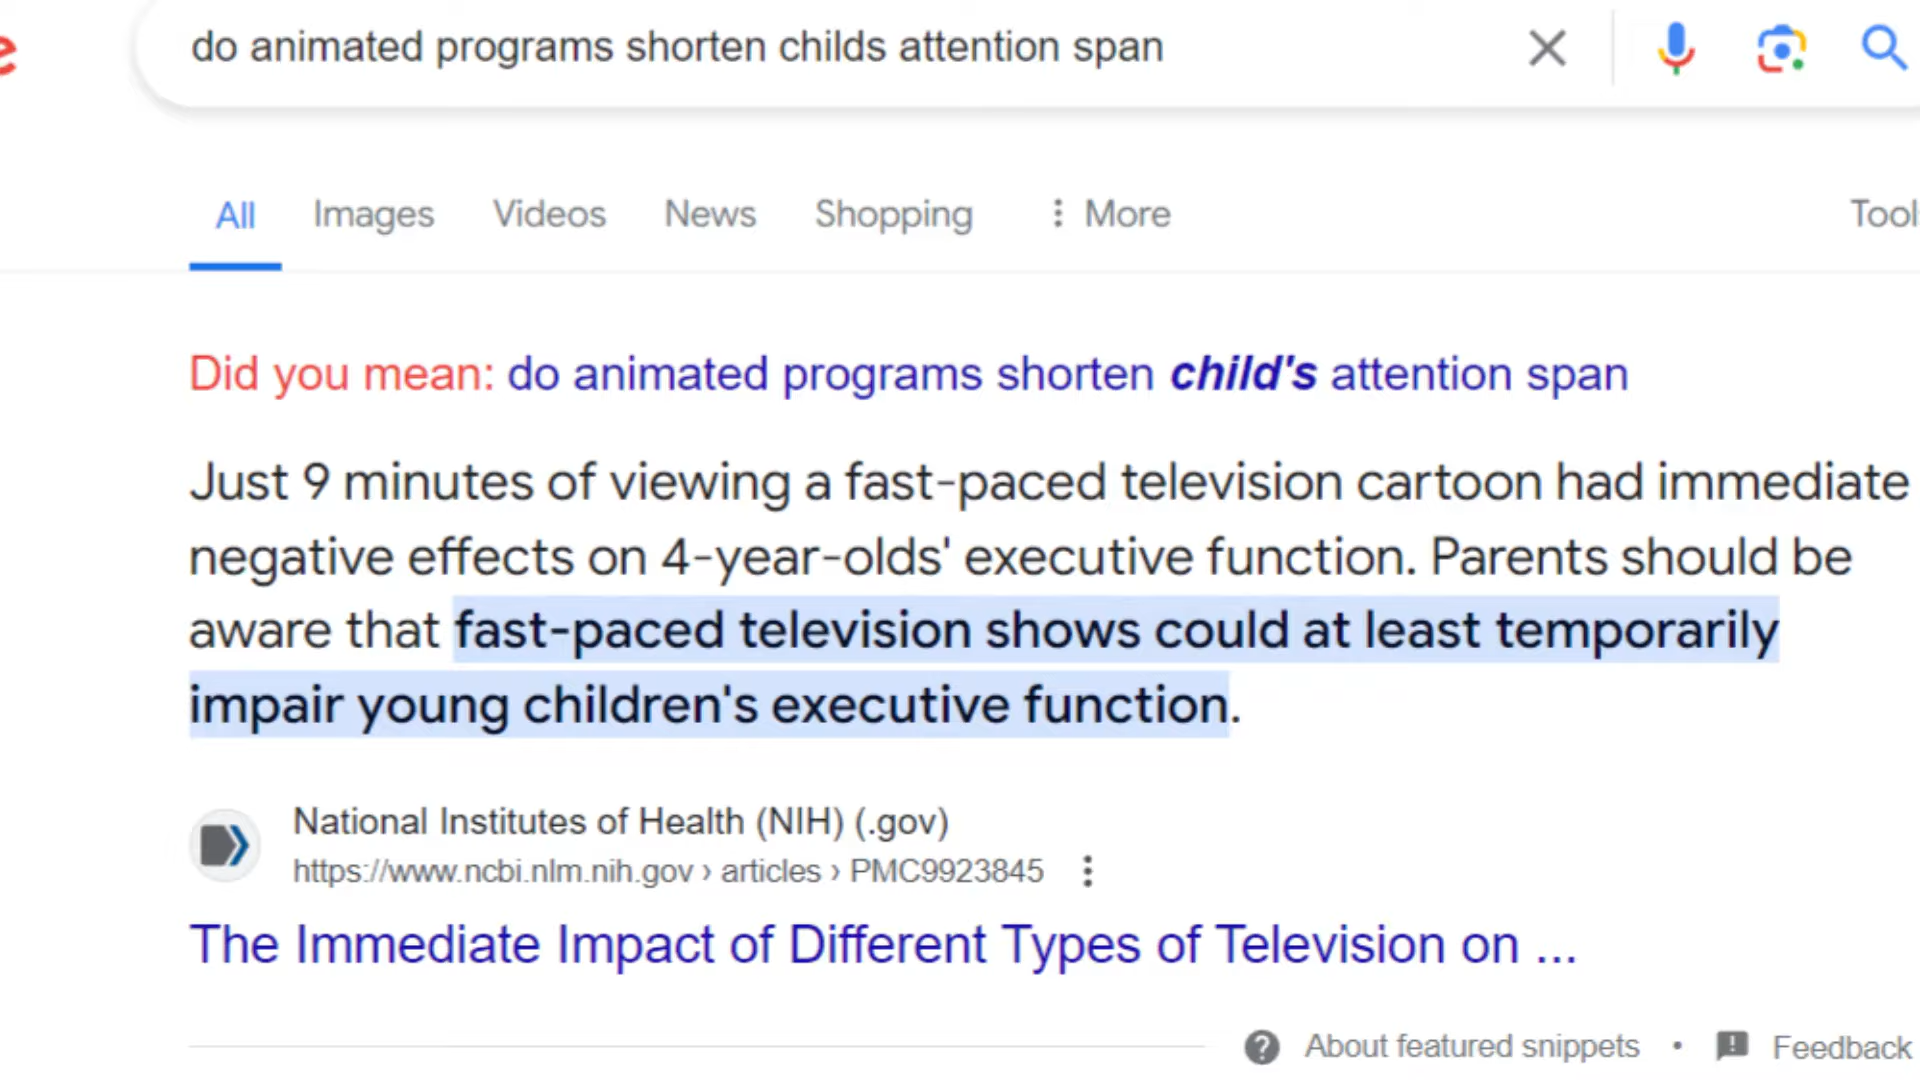 e
do animated programs shorten childs attention span
All Images Videos News Shopping More Tools
Did you mean: do animated programs shorten child's attention span
Just 9 minutes of viewing a fast-paced television cartoon had immediate
negative effects on 4-year-olds' executive function. Parents should be
aware that fast-paced television shows could at least temporarily
impair young children's executive function.
National Institutes of Health (NIH) (.gov)
https://www.ncbi.nlm.nih.gov › articles › PMC9923845
The Immediate Impact of Different Types of Television on ...
About featured snippets • Feedback